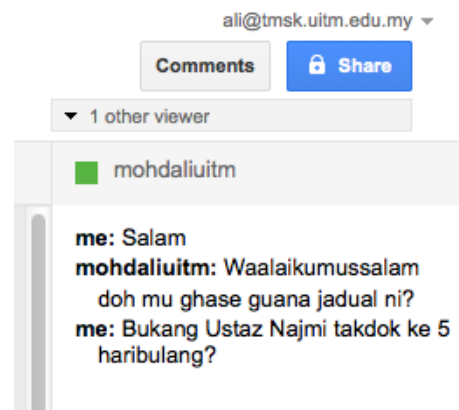 ali@tmsk.uitm.edu.my
Comments
Share
1 other viewer
mohdaliuitm
me: Salam
mohdaliuitm: Waalaikumussalam
doh mu ghase guana jadual ni?
me: Bukang Ustaz Najmi takdok ke 5
haribulang?